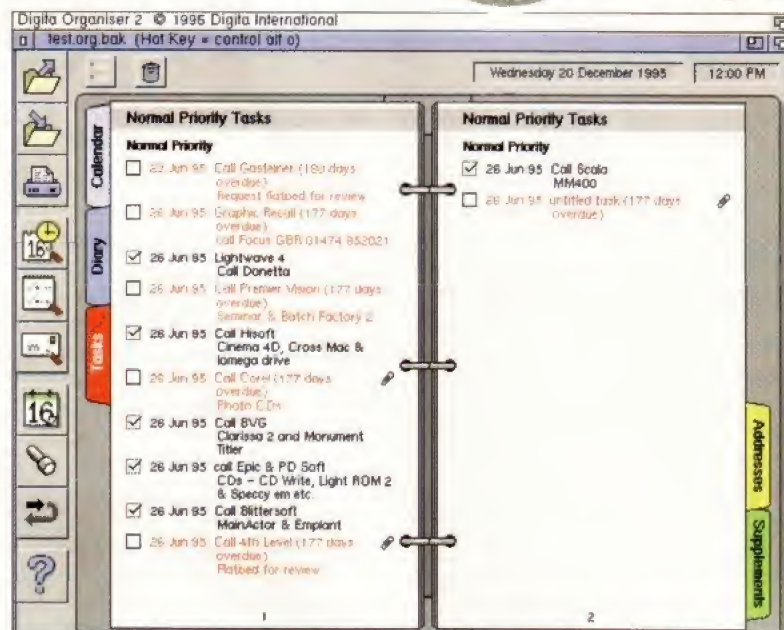 Digita Organiser 2 © 1995 Digita International
test.org.bak (Hot Key = control alt o)
Wednesday 20 December 1995
12:00 PM
Calendar
Diary
Tasks
Normal Priority Tasks
Normal Priority
Jun 95 Call Gasteiner (180 days
overdue)
Request flatbed for review
26 Jun 95 Graphic Recall (177 days
overdue)
call Focus GBR 01474 852021
26 Jun 95 Lightwave 4
Call Donetta
26 Jun 95 Call Premier Vision (177 days
overdue)
Seminar & Batch Factory 2
26 Jun 95 Call Hisoft
Cinema 4D, Cross Mac &
Iomega drive
26 Jun 95 Call Corel (177 days
overdue)
Photo CDs
26 Jun 95 Call BVG
Clarissa 2 and Monument
Titler
26 Jun 95 call Epic & PD Soft
CDs - CD Write, Light ROM 2
& Speccy em etc.
26 Jun 95 Call Blittersoft
MainActor & Emplant
26 Jun 95 Call 4th Level (177 days
overdue)
Flatbed for review
1
Normal Priority Tasks
Normal Priority
26 Jun 95 Call Scala
MM400
26 Jun 95 untitled task (177 days
overdue)
2
Addresses
Supplements
16
16
?